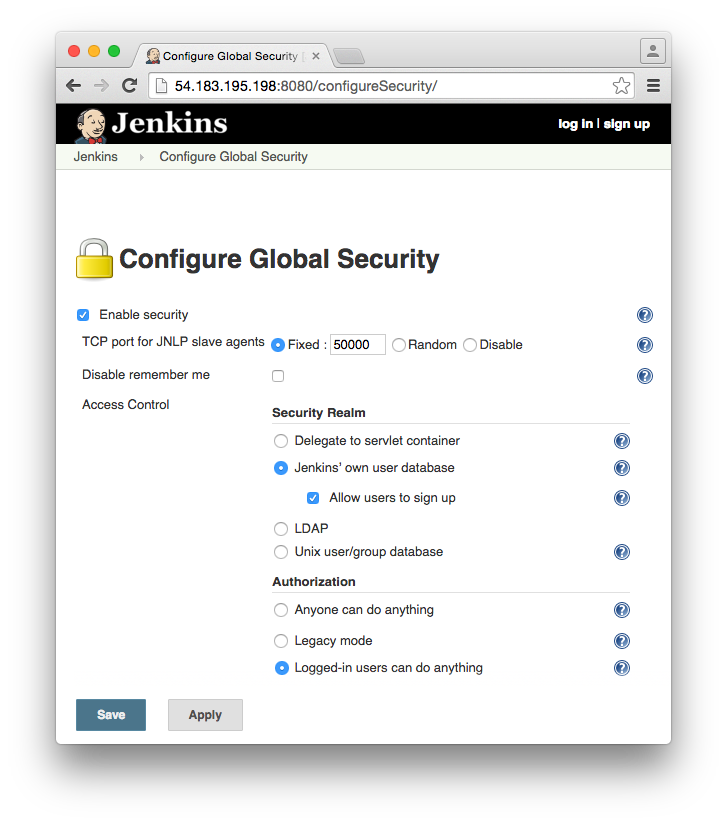 Configure Global Security
54.183.195.198:8080/configureSecurity/
Jenkins
log in | sign up
Jenkins Configure Global Security
Configure Global Security
Enable security
TCP port for JNLP slave agents Fixed : 50000 Random Disable
Disable remember me
Access Control
Security Realm
Delegate to servlet container
Jenkins' own user database
Allow users to sign up
LDAP
Unix user/group database
Authorization
Anyone can do anything
Legacy mode
Logged-in users can do anything
Save Apply